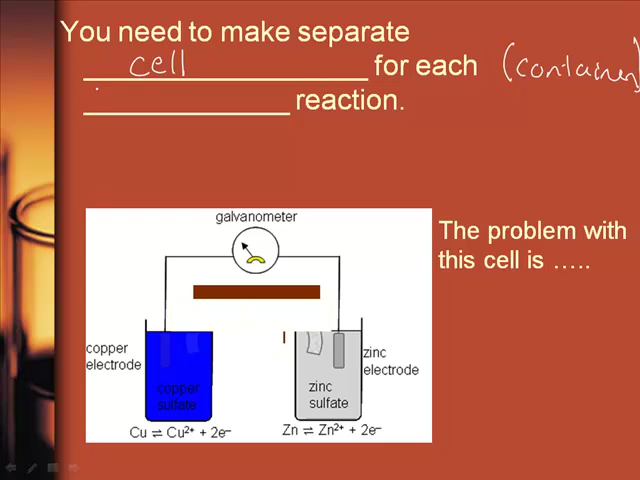 You need to make separate
cell for each (container)
reaction.
galvanometer
The problem with
this cell is …..
copper
electrode
copper
sulfate
zinc
sulfate
zinc
electrode
Cu ⇌ Cu²⁺ + 2e⁻
Zn ⇌ Zn²⁺ + 2e⁻